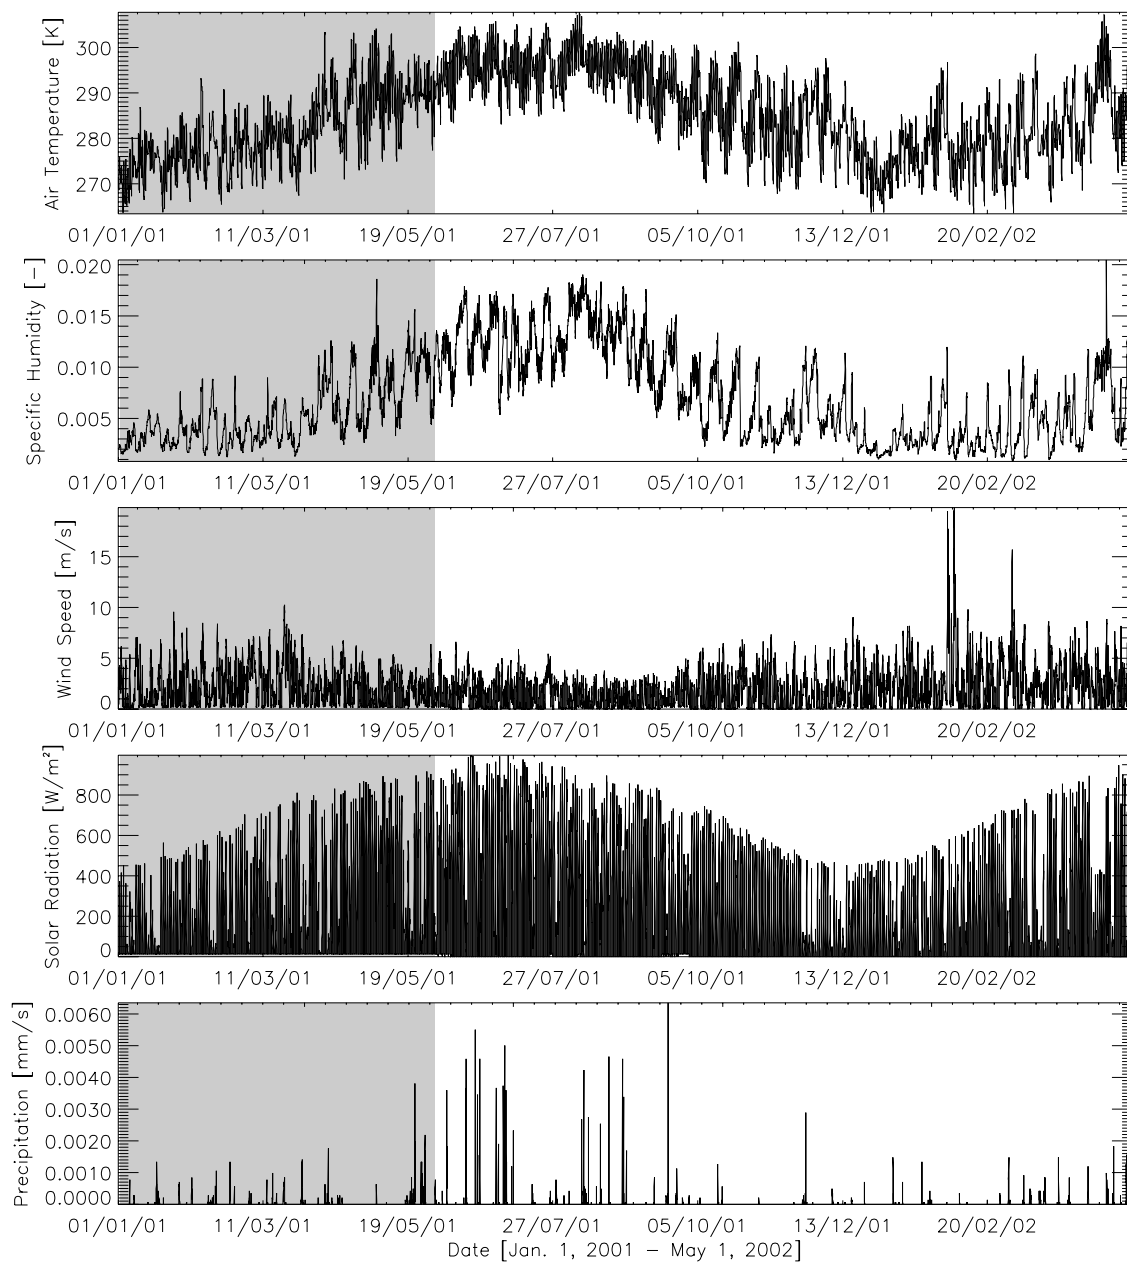 Air Temperature [K]
300
290
280
270
01/01/01 11/03/01 19/05/01 27/07/01 05/10/01 13/12/01 20/02/02
Specific Humidity [-]
0.020
0.015
0.010
0.005
01/01/01 11/03/01 19/05/01 27/07/01 05/10/01 13/12/01 20/02/02
Wind Speed [m/s]
15
10
5
0
01/01/01 11/03/01 19/05/01 27/07/01 05/10/01 13/12/01 20/02/02
Solar Radiation [W/m²]
800
600
400
200
0
01/01/01 11/03/01 19/05/01 27/07/01 05/10/01 13/12/01 20/02/02
Precipitation [mm/s]
0.0060
0.0050
0.0040
0.0030
0.0020
0.0010
0.0000
01/01/01 11/03/01 19/05/01 27/07/01 05/10/01 13/12/01 20/02/02
Date [Jan. 1, 2001 – May 1, 2002]